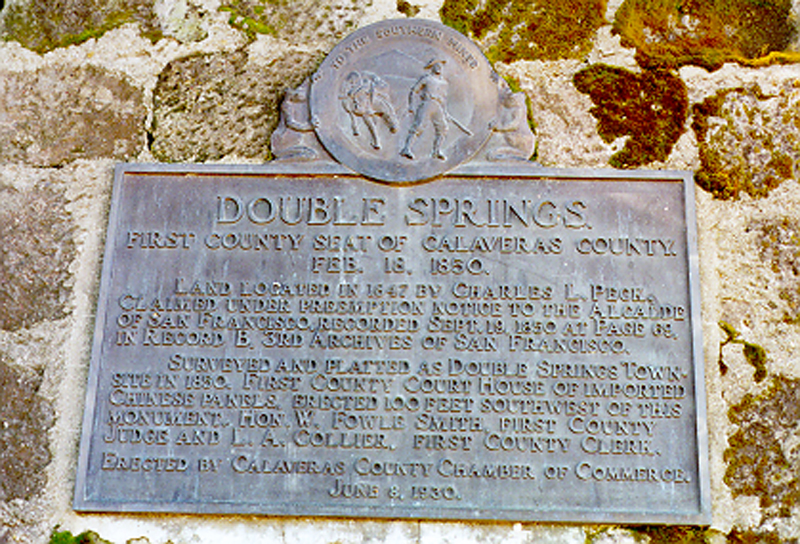 TO THE SOUTHERN MINES
DOUBLE SPRINGS.
FIRST COUNTY SEAT OF CALAVERAS COUNTY.
FEB. 18, 1850.
LAND LOCATED IN 1847 BY CHARLES L. PECK.
CLAIMED UNDER PREEMPTION NOTICE TO THE ALCALDE
OF SAN FRANCISCO, RECORDED SEPT. 19, 1850 AT PAGE 69,
IN RECORD B, 3RD ARCHIVES OF SAN FRANCISCO.
SURVEYED AND PLATTED AS DOUBLE SPRINGS TOWN-
SITE IN 1850. FIRST COUNTY COURT HOUSE OF IMPORTED
CHINESE PANELS, ERECTED 100 FEET SOUTHWEST OF THIS
MONUMENT. HON. W. FOWLE SMITH, FIRST COUNTY
JUDGE AND L. A. COLLIER, FIRST COUNTY CLERK.
ERECTED BY CALAVERAS COUNTY CHAMBER OF COMMERCE.
JUNE 8, 1930.